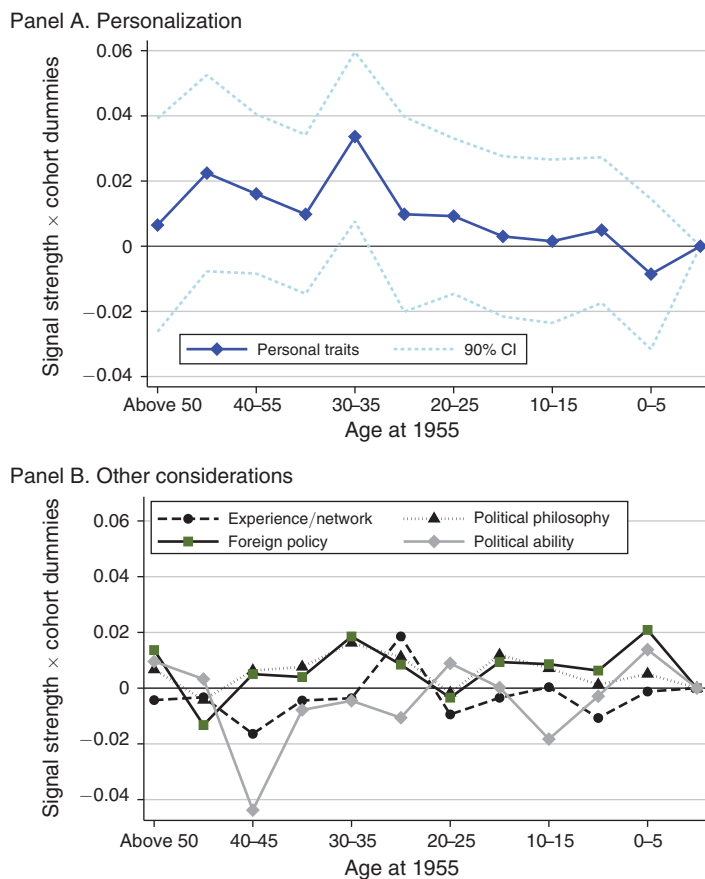 Panel A. Personalization
Signal strength × cohort dummies
0.06
0.04
0.02
0
−0.02
−0.04
Personal traits
90% CI
Above 50
40–55
30–35
20–25
10–15
0–5
Age at 1955
Panel B. Other considerations
Signal strength × cohort dummies
0.06
0.04
0.02
0
−0.02
−0.04
Experience/network
Political philosophy
Foreign policy
Political ability
Above 50
40–45
30–35
20–25
10–15
0–5
Age at 1955